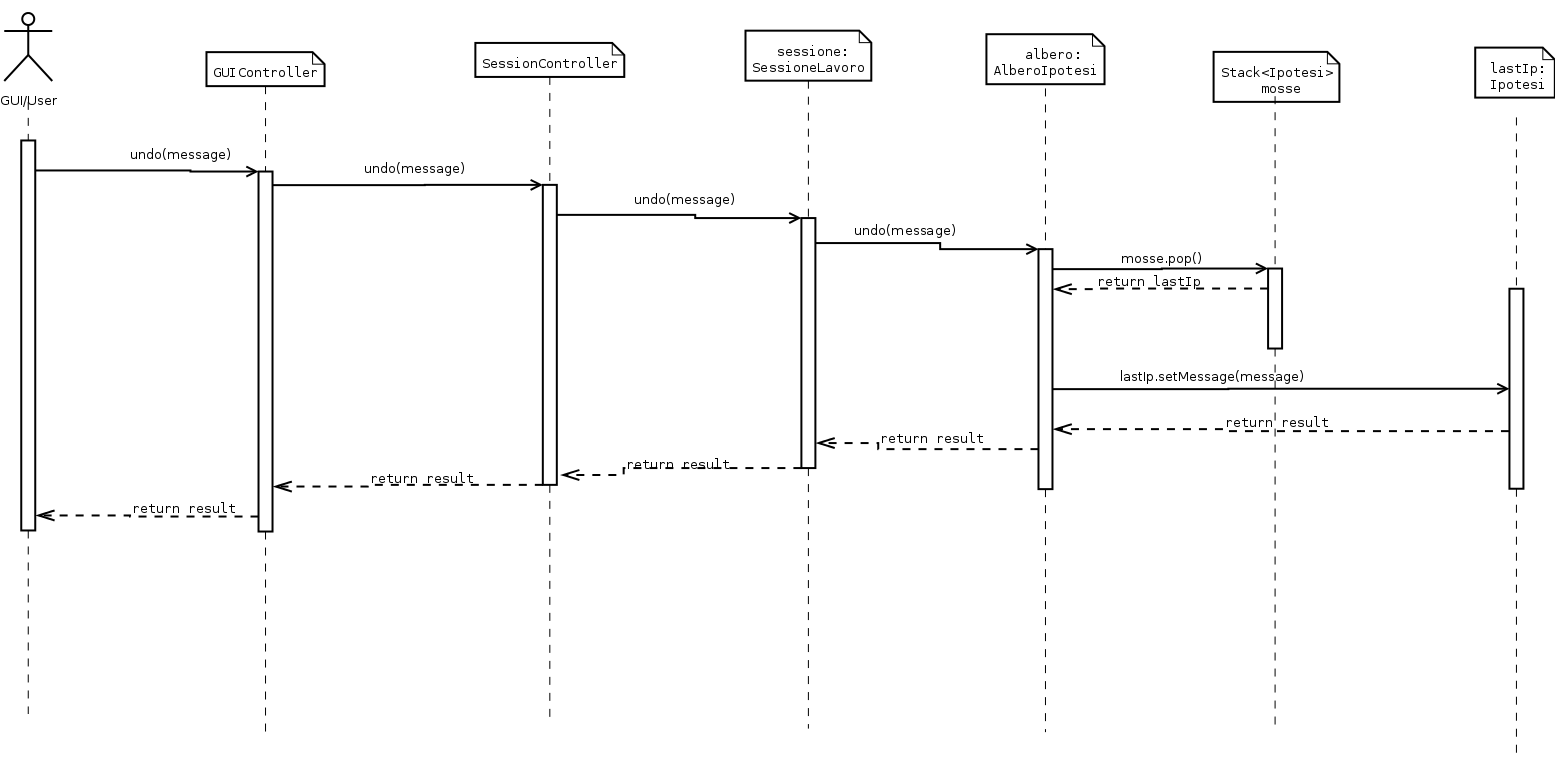 GUI/User
GUIController
SessionController
sessione:
SessioneLavoro
albero:
AlberoIpotesi
Stack<Ipotesi>
mosse
lastIp:
Ipotesi
undo(message)
undo(message)
undo(message)
undo(message)
mosse.pop()
return lastIp
lastIp.setMessage(message)
return result
return result
return result
return result
return result